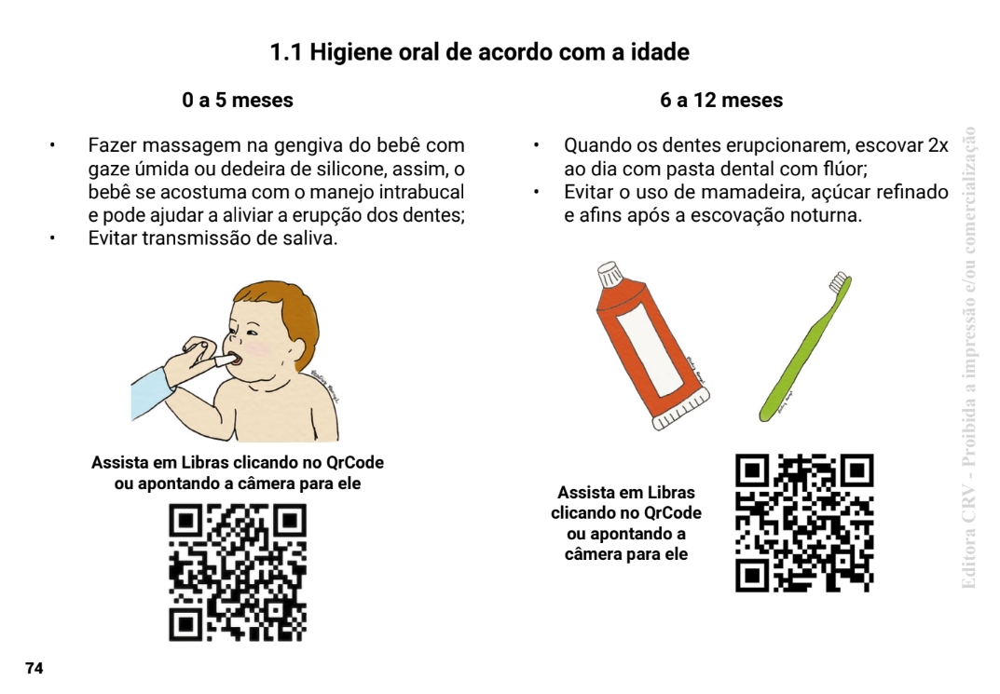 1.1 Higiene oral de acordo com a idade
0 a 5 meses
• Fazer massagem na gengiva do bebê com
gaze úmida ou dedeira de silicone, assim, o
bebê se acostuma com o manejo intrabucal
e pode ajudar a aliviar a erupção dos dentes;
• Evitar transmissão de saliva.
Assista em Libras clicando no QrCode
ou apontando a câmera para ele
6 a 12 meses
• Quando os dentes erupcionarem, escovar 2x
ao dia com pasta dental com flúor;
• Evitar o uso de mamadeira, açúcar refinado
e afins após a escovação noturna.
Assista em Libras
clicando no QrCode
ou apontando a
câmera para ele
Editora CRV - Proibida a impressão e/ou comercialização
74